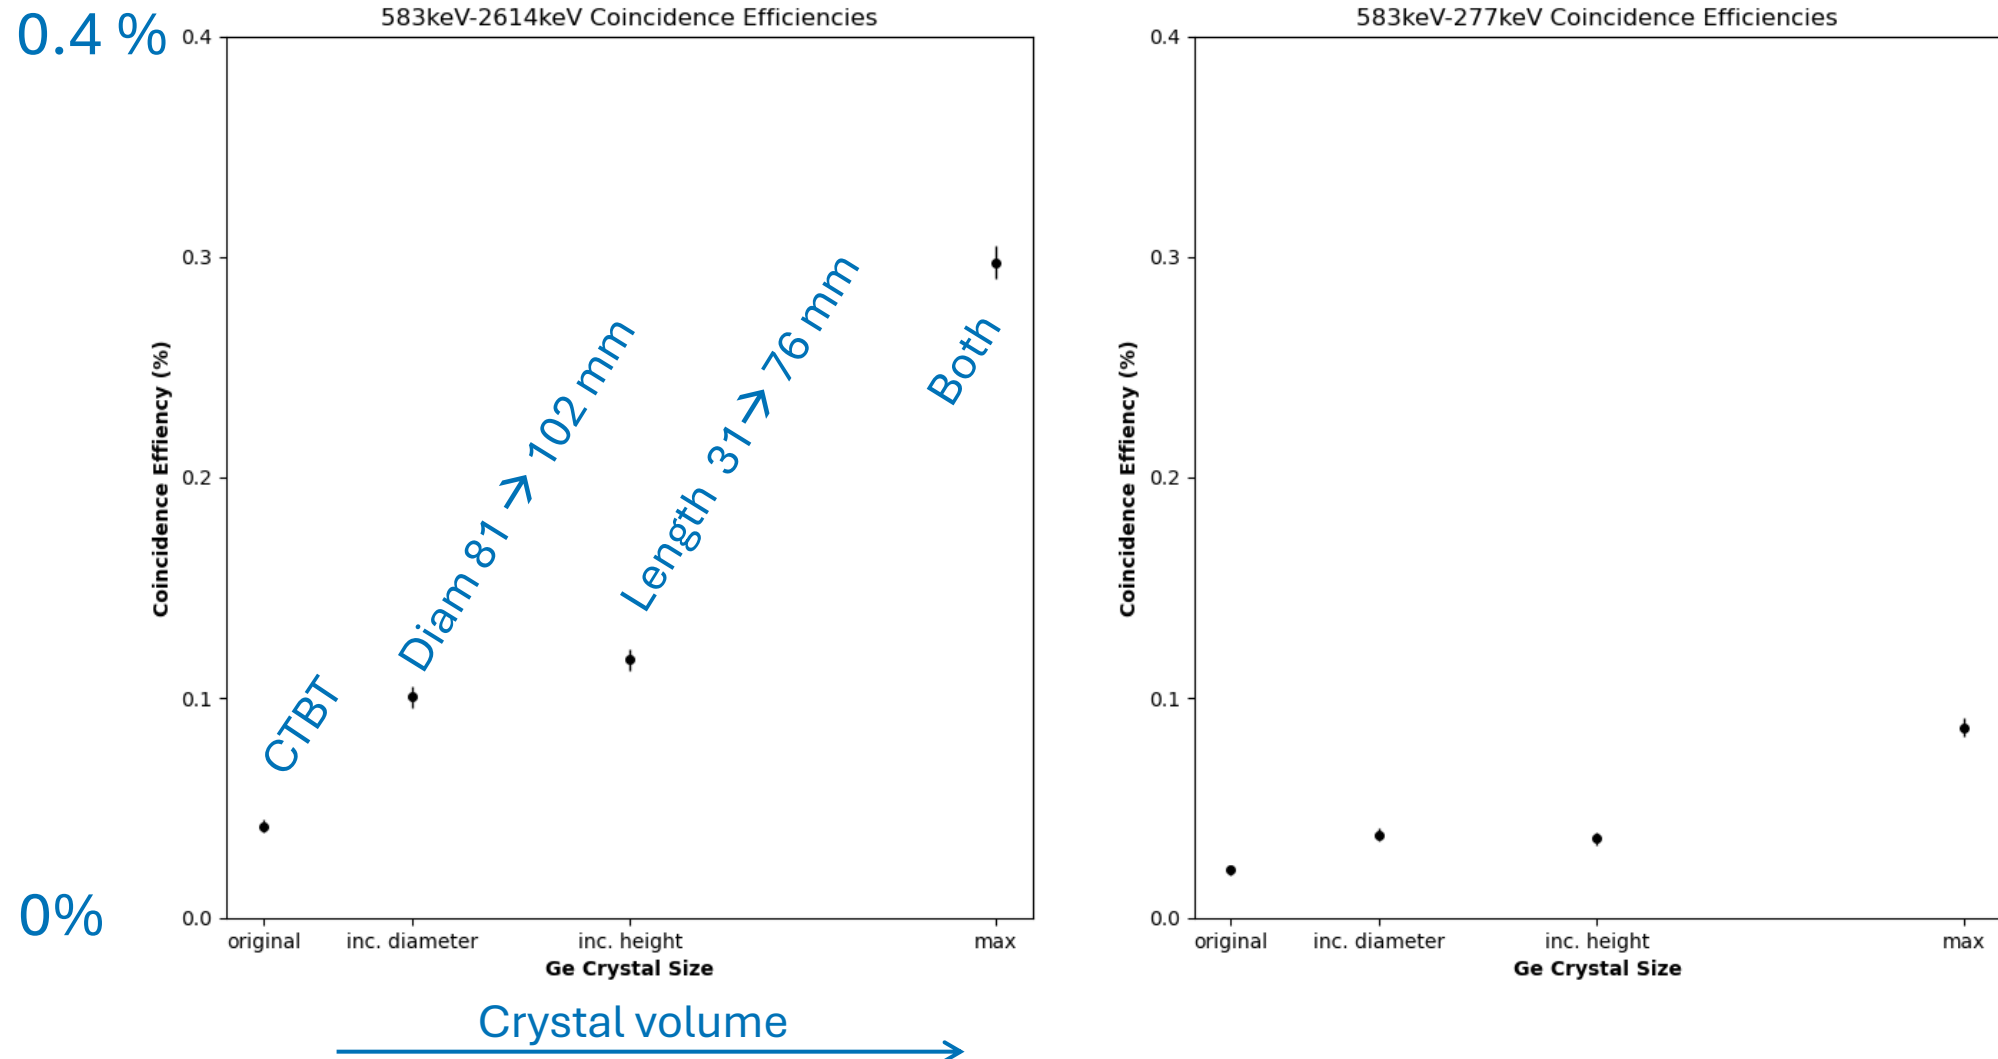 0.4 %
583keV-2614keV Coincidence Efficiencies
0.4
0.3
0.2
0.1
0.0
Coincidence Effiency (%)
CTBT
Diam 81 → 102 mm
Length 31→ 76 mm
Both
0%
original inc. diameter inc. height max
Ge Crystal Size
Crystal volume
583keV-277keV Coincidence Efficiencies
0.4
0.3
0.2
0.1
0.0
Coincidence Effiency (%)
original inc. diameter inc. height max
Ge Crystal Size